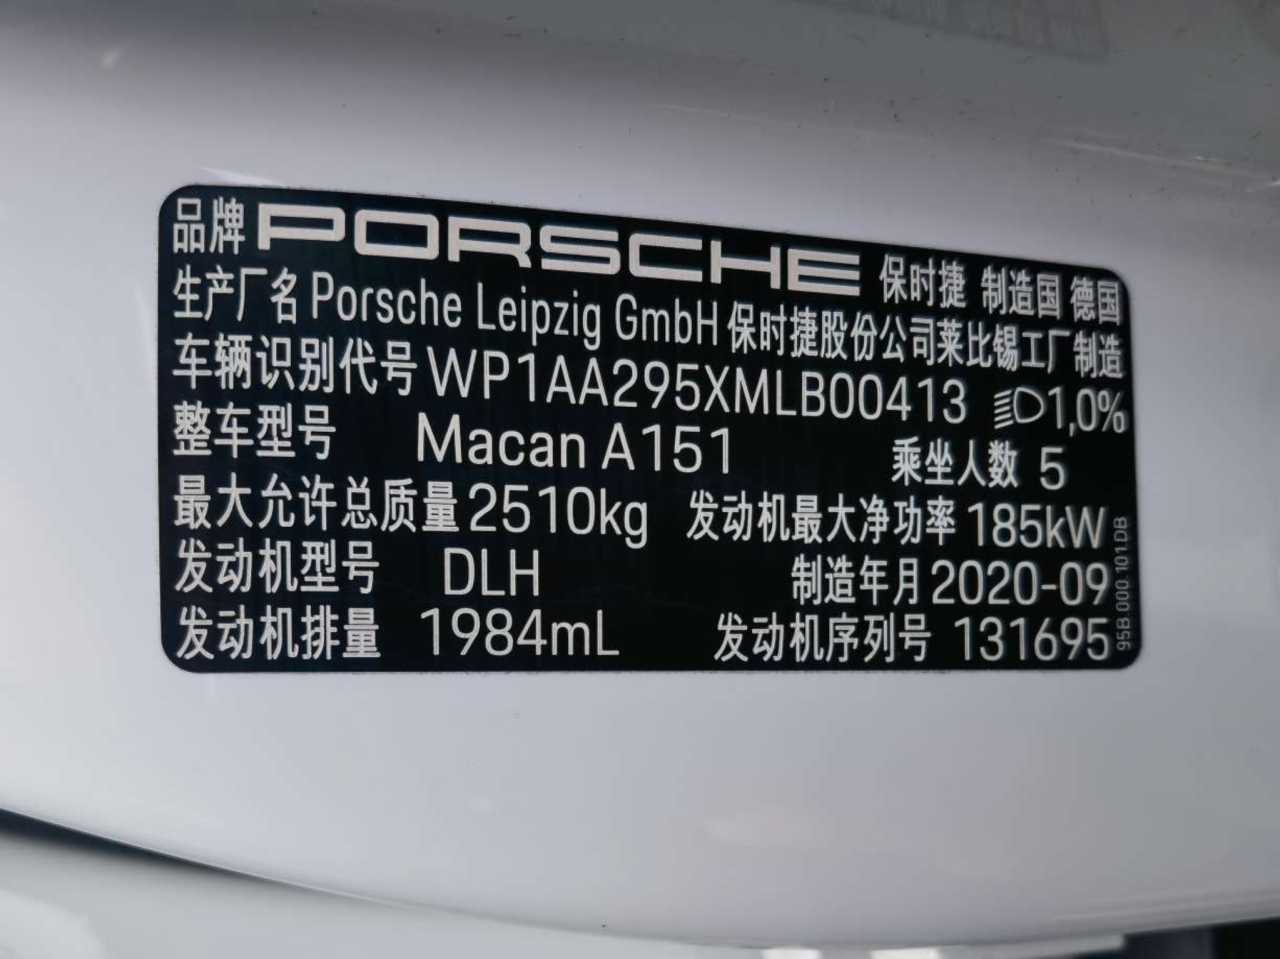 品牌 PORSCHE 保时捷 制造国 德国
生产厂名 Porsche Leipzig GmbH 保时捷股份公司莱比锡工厂制造
车辆识别代号 WP1AA295XMLB00413 1,0%
整车型号 Macan A151 乘坐人数 5
最大允许总质量 2510kg 发动机最大净功率 185kW
发动机型号 DLH 制造年月 2020-09
发动机排量 1984mL 发动机序列号 131695
95B.000.101.DB